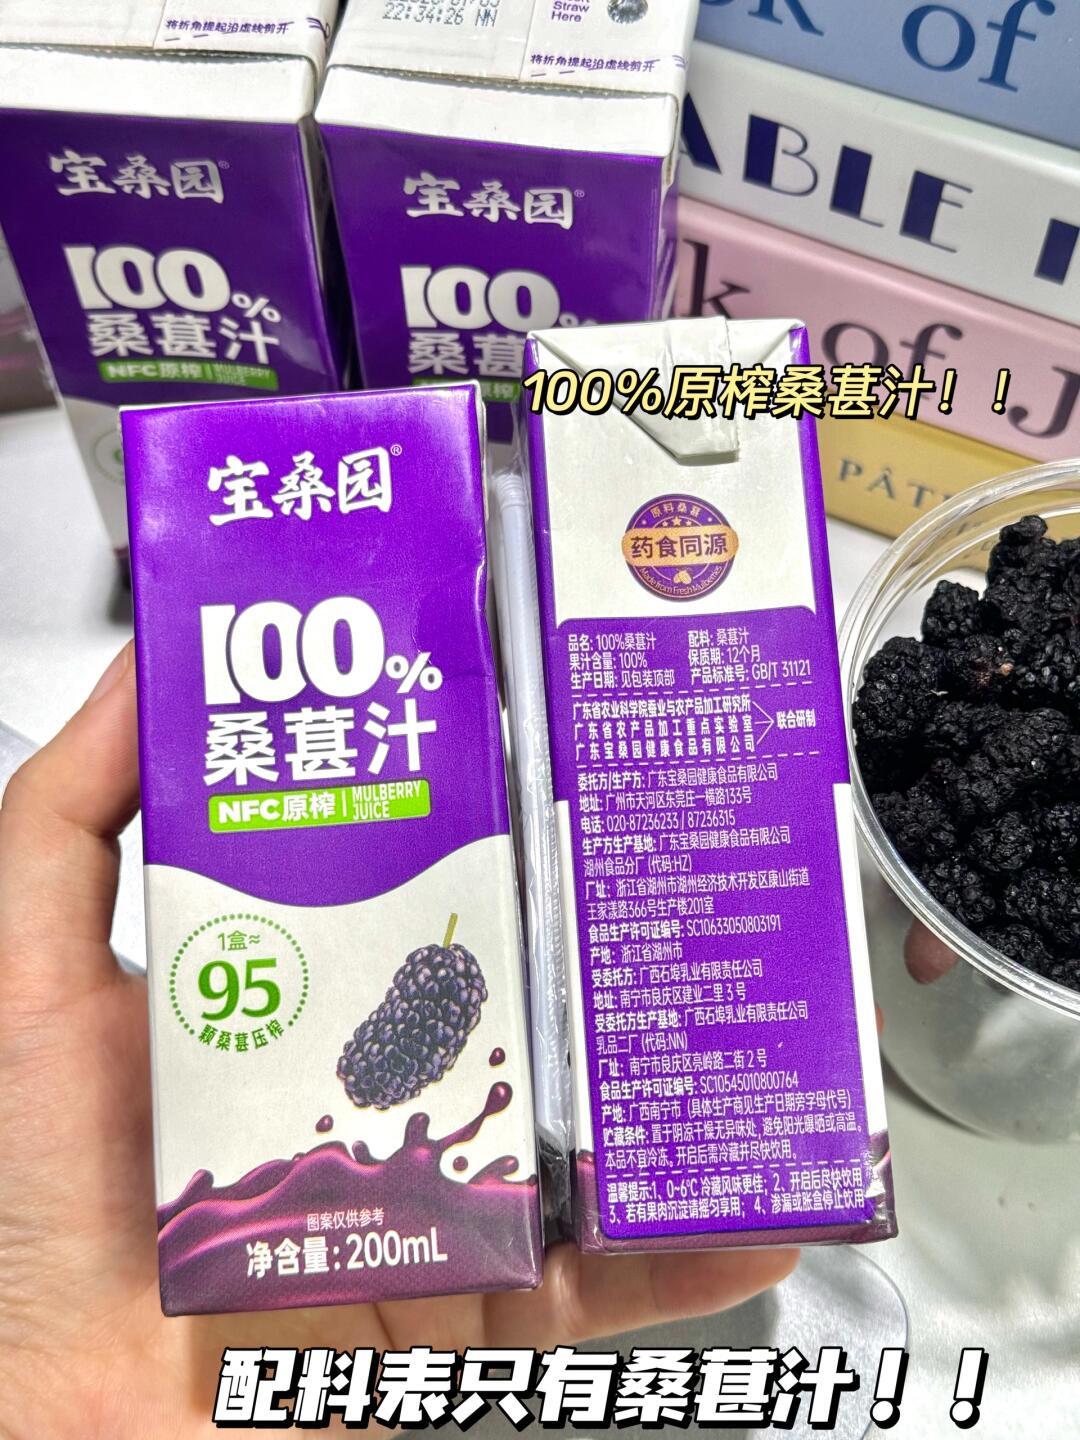 将折角提起沿虚线剪开
22:34:26 NN
Straw
Here
将折角提起沿虚线剪开
宝桑园®
100%
桑葚汁
NFC原榨 | MULBERRY JUICE
宝桑园®
100%
桑葚
of
ABLE
k of J
PÂT
100%原榨桑葚汁！！
宝桑园®
100%
桑葚汁
NFC原榨 | MULBERRY JUICE
1盒≈
95
颗桑葚压榨
图案仅供参考
净含量:200mL
原料桑葚
药食同源
Made from Fresh Mulberries
品名: 100%桑葚汁 配料: 桑葚汁
果汁含量: 100% 保质期: 12个月
生产日期: 见包装顶部 产品标准号: GB/T 31121
广东省农业科学院蚕业与农产品加工研究所
广东省农产品加工重点实验室
广东宝桑园健康食品有限公司
联合研制
委托方/生产方: 广东宝桑园健康食品有限公司
地址: 广州市天河区东莞庄一横路133号
电话: 020-87236233 / 87236315
生产方生产基地: 广东宝桑园健康食品有限公司
湖州食品分厂 (代码:HZ)
厂址: 浙江省湖州市湖州经济技术开发区康山街道
王家漾路366号生产楼201室
食品生产许可证编号: SC10633050803191
产地: 浙江省湖州市
受委托方: 广西石埠乳业有限责任公司
地址: 南宁市良庆区建业二里3号
受委托方生产基地: 广西石埠乳业有限责任公司
乳品二厂 (代码:NN)
厂址: 南宁市良庆区亮岭路二街2号
食品生产许可证编号: SC10545010800764
产地: 广西南宁市 (具体生产商见生产日期旁字母代号)
贮藏条件: 置于阴凉干燥无异味处, 避免阳光曝晒或高温。
本品不宜冷冻。开启后需冷藏并尽快饮用。
温馨提示:1、0-6℃冷藏风味更佳; 2、开启后尽快饮用
3、若有果肉沉淀请摇匀享用; 4、渗漏或胀盒停止饮用
配料表只有桑葚汁！！